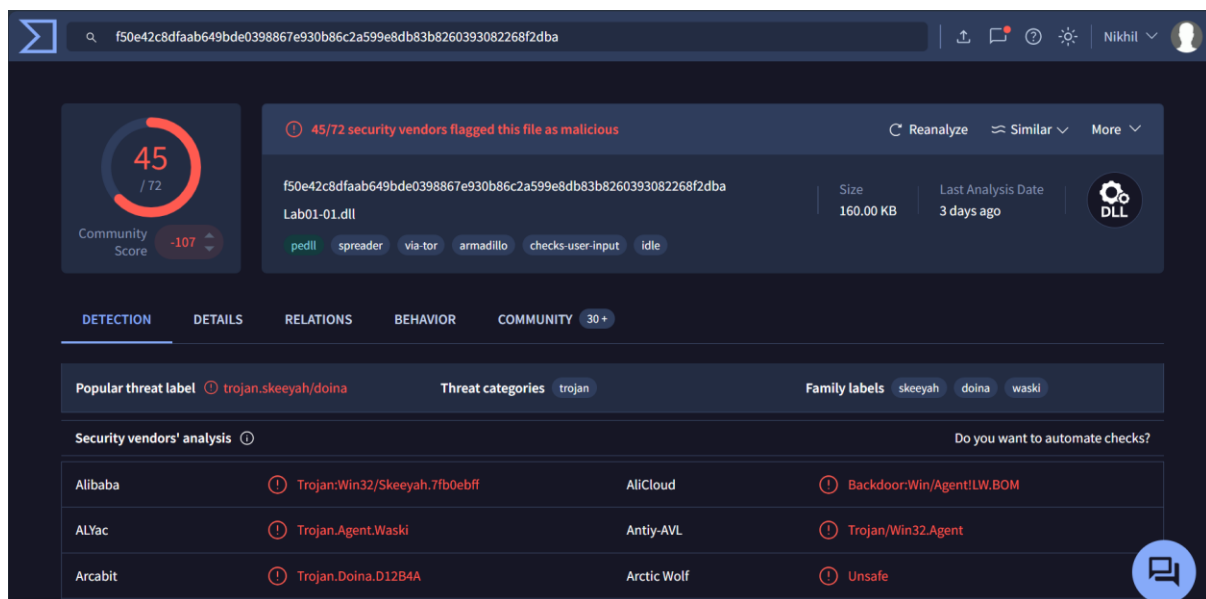 f50e42c8dfaab649bde0398867e930b86c2a599e8db83b8260393082268f2dba
Nikhil
45
/ 72
Community
Score
-107
45/72 security vendors flagged this file as malicious
Reanalyze
Similar
More
f50e42c8dfaab649bde0398867e930b86c2a599e8db83b8260393082268f2dba
Lab01-01.dll
Size
160.00 KB
Last Analysis Date
3 days ago
DLL
pedll spreader via-tor armadillo checks-user-input idle
DETECTION DETAILS RELATIONS BEHAVIOR COMMUNITY 30+
Popular threat label trojan.skeeyah/doina Threat categories trojan Family labels skeeyah doina waski
Security vendors' analysis Do you want to automate checks?
Alibaba Trojan:Win32/Skeeyah.7fb0ebff AliCloud Backdoor:Win/Agent!LW.BOM
ALYac Trojan.Agent.Waski Antiy-AVL Trojan/Win32.Agent
Arcabit Trojan.Doina.D12B4A Arctic Wolf Unsafe